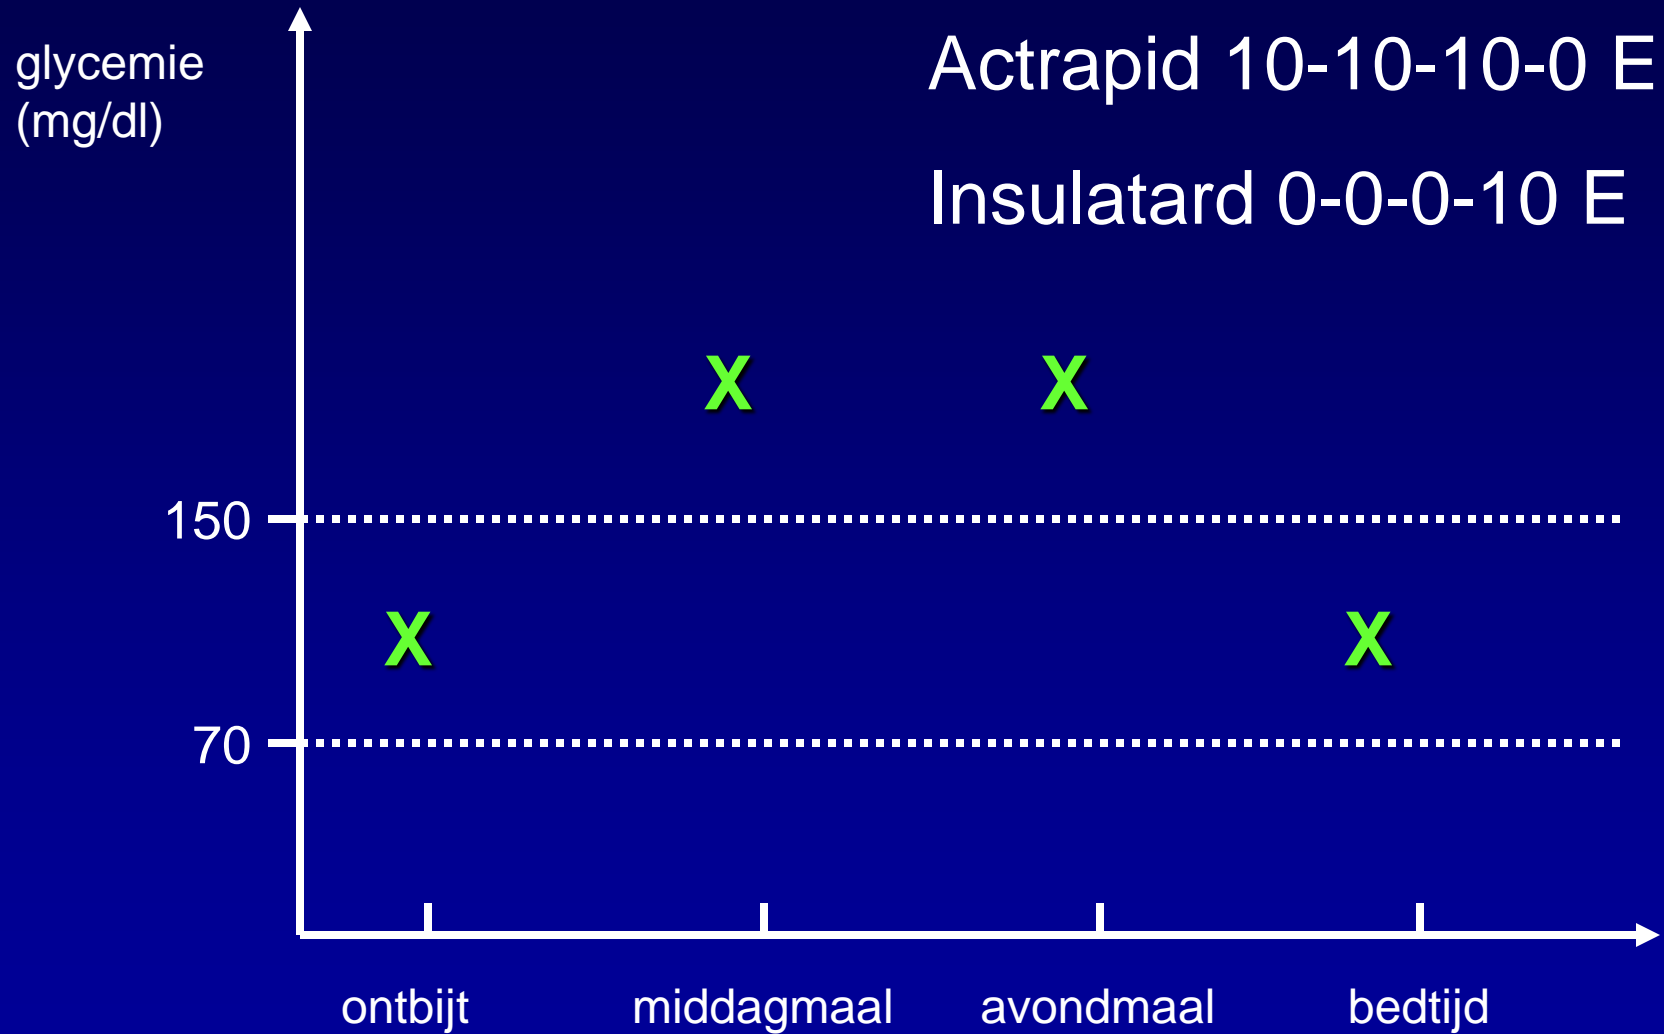 glycemie
(mg/dl)
Actrapid 10-10-10-0 E
Insulatard 0-0-0-10 E
X X
150
X X
70
ontbijt middagmaal avondmaal bedtijd